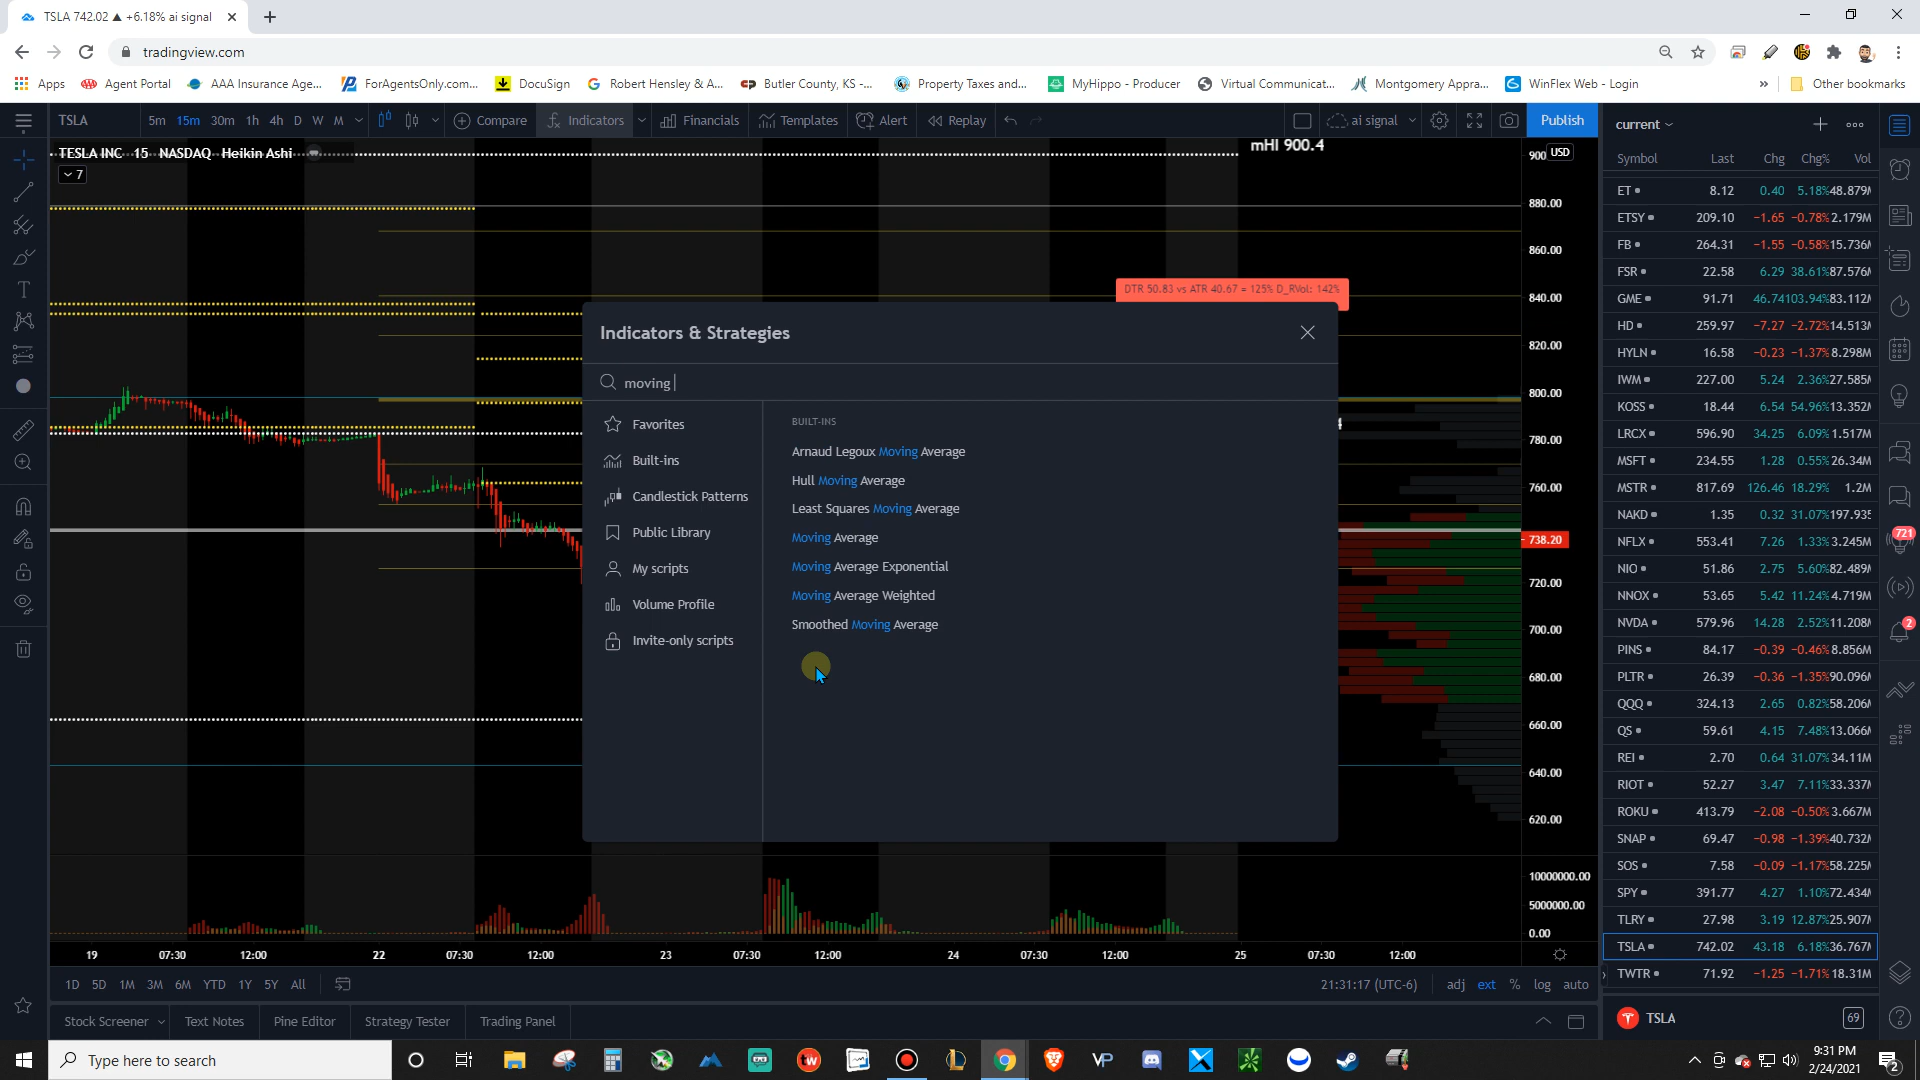 TSLA 742.02 ▲ +6.18% ai signal
tradingview.com
Apps
Agent Portal
AAA Insurance Age...
ForAgentsOnly.com...
DocuSign
Robert Hensley & A...
Butler County, KS -...
Property Taxes and...
MyHippo - Producer
Virtual Communicat...
Montgomery Appra...
WinFlex Web - Login
»
Other bookmarks
TSLA
5m 15m 30m 1h 4h D W M
Compare
Indicators
Financials
Templates
Alert
Replay
ai signal
Publish
current
TESLA INC 15 NASDAQ Heikin Ashi
7
mHI 900.4
USD
900
880.00
860.00
840.00
820.00
800.00
780.00
760.00
738.20
720.00
700.00
680.00
660.00
640.00
620.00
10000000.00
5000000.00
0.00
DTR 50.83 vs ATR 40.67 = 125% D_RVol: 142%
Indicators & Strategies
moving
Favorites
Built-ins
Candlestick Patterns
Public Library
My scripts
Volume Profile
Invite-only scripts
BUILT-INS
Arnaud Legoux Moving Average
Hull Moving Average
Least Squares Moving Average
Moving Average
Moving Average Exponential
Moving Average Weighted
Smoothed Moving Average
Symbol Last Chg Chg% Vol
ET 8.12 0.40 5.18% 48.879M
ETSY 209.10 −1.65 −0.78% 2.179M
FB 264.31 −1.55 −0.58% 15.736M
FSR 22.58 6.29 38.61% 87.576M
GME 91.71 46.74 103.94% 83.112M
HD 259.97 −7.27 −2.72% 14.513M
HYLN 16.58 −0.23 −1.37% 8.298M
IWM 227.00 5.24 2.36% 27.585M
KOSS 18.44 6.54 54.96% 13.352M
LRCX 596.90 34.25 6.09% 1.517M
MSFT 234.55 1.28 0.55% 26.34M
MSTR 817.69 126.46 18.29% 1.2M
NAKD 1.35 0.32 31.07% 197.935
NFLX 553.41 7.26 1.33% 3.245M
NIO 51.86 2.75 5.60% 82.489M
NNOX 53.65 5.42 11.24% 4.719M
NVDA 579.96 14.28 2.52% 11.208M
PINS 84.17 −0.39 −0.46% 8.856M
PLTR 26.39 −0.36 −1.35% 90.096M
QQQ 324.13 2.65 0.82% 58.206M
QS 59.61 4.15 7.48% 13.066M
REI 2.70 0.64 31.07% 34.11M
RIOT 52.27 3.47 7.11% 33.337M
ROKU 413.79 −2.08 −0.50% 3.667M
SNAP 69.47 −0.98 −1.39% 40.732M
SOS 7.58 −0.09 −1.17% 58.225M
SPY 391.77 4.27 1.10% 72.434M
TLRY 27.98 3.19 12.87% 25.907M
TSLA 742.02 43.18 6.18% 36.767M
TWTR 71.92 −1.25 −1.71% 18.31M
721
2
19 07:30 12:00 22 07:30 12:00 23 07:30 12:00 24 07:30 12:00 25 07:30 12:00
1D 5D 1M 3M 6M YTD 1Y 5Y All
21:31:17 (UTC-6)
adj ext % log auto
Stock Screener
Text Notes
Pine Editor
Strategy Tester
Trading Panel
TSLA
69
Type here to search
tw
VP
9:31 PM
2/24/2021
2